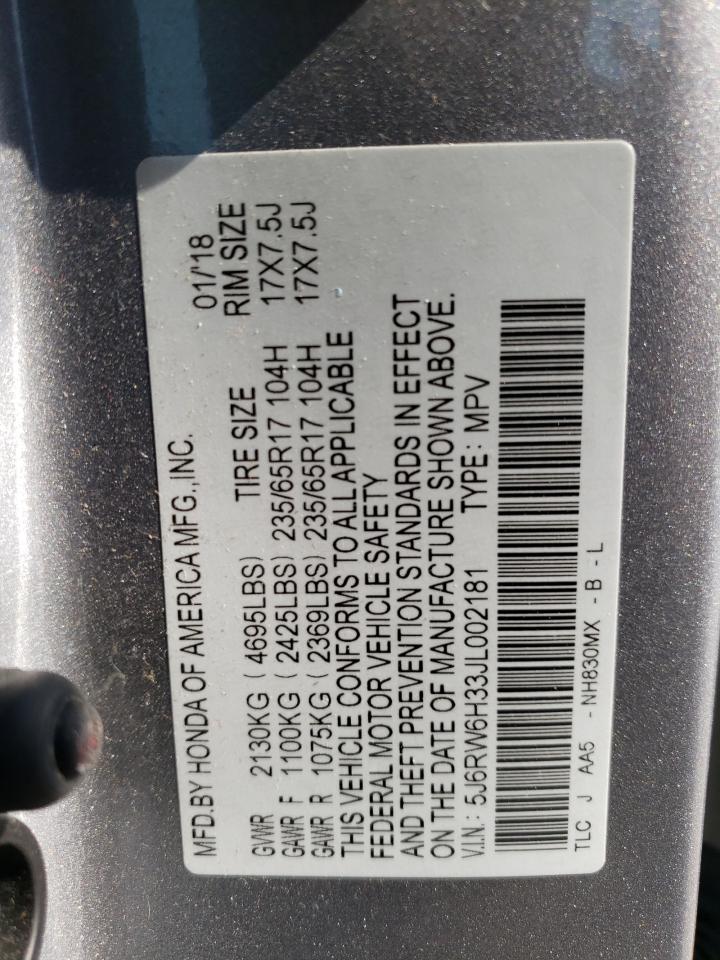 MFD.BY HONDA OF AMERICA MFG.,INC. 01/'18
TIRE SIZE RIM SIZE
GVWR 2130KG ( 4695LBS)
GAWR F 1100KG ( 2425LBS) 235/65R17 104H 17X7.5J
GAWR R 1075KG ( 2369LBS) 235/65R17 104H 17X7.5J
THIS VEHICLE CONFORMS TO ALL APPLICABLE
FEDERAL MOTOR VEHICLE SAFETY
AND THEFT PREVENTION STANDARDS IN EFFECT
ON THE DATE OF MANUFACTURE SHOWN ABOVE.
V.I.N.: 5J6RW6H33JL002181 TYPE: MPV
TLC J AA5 - NH830MX - B - L